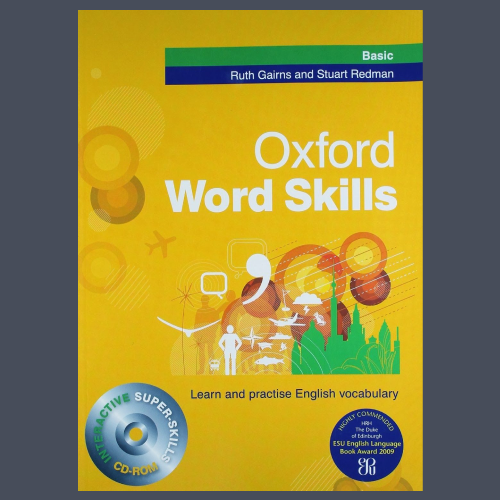 Basic
Ruth Gairns and Stuart Redman
Oxford
Word Skills
Learn and practise English vocabulary
INTERACTIVE SUPER-SKILLS
CD-ROM
HIGHLY COMMENDED
HRH
The Duke
of Edinburgh
ESU English Language
Book Award 2009